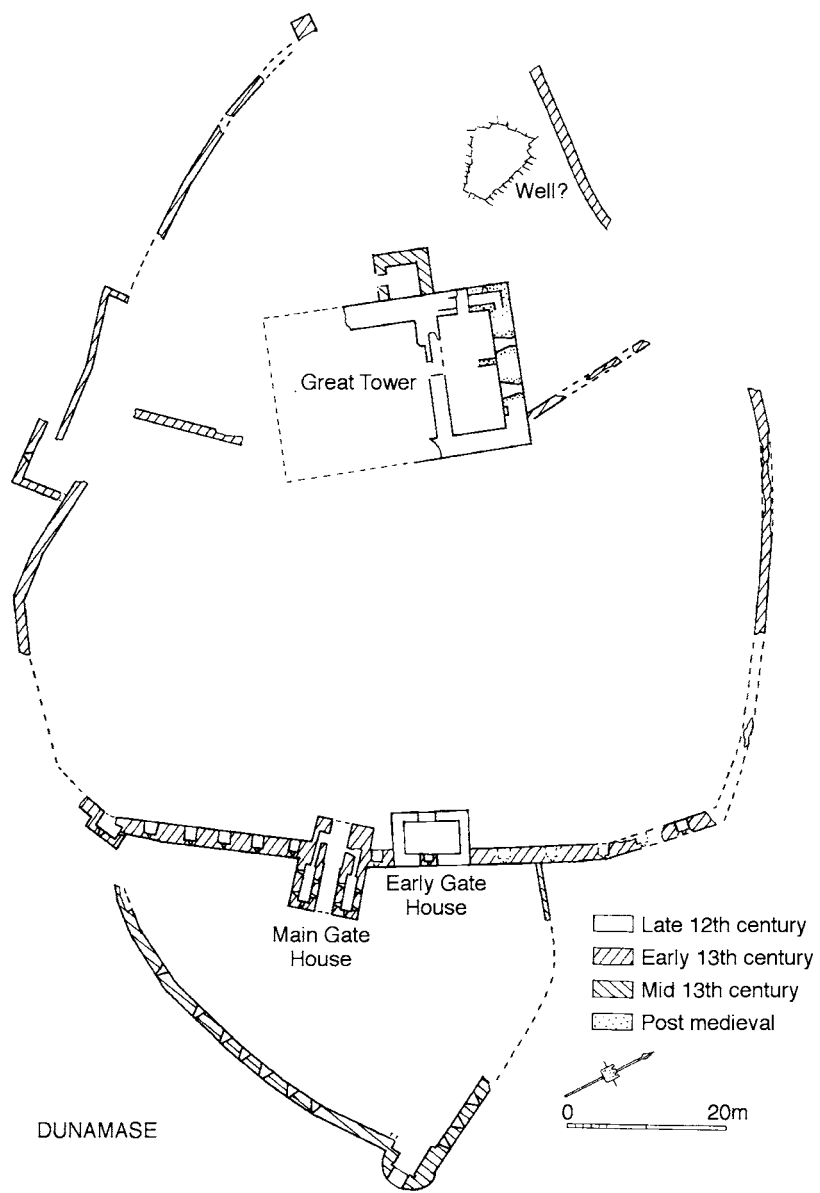 Well?
Great Tower
Early Gate
House
Main Gate
House
Late 12th century
Early 13th century
Mid 13th century
Post medieval
0 20m
DUNAMASE